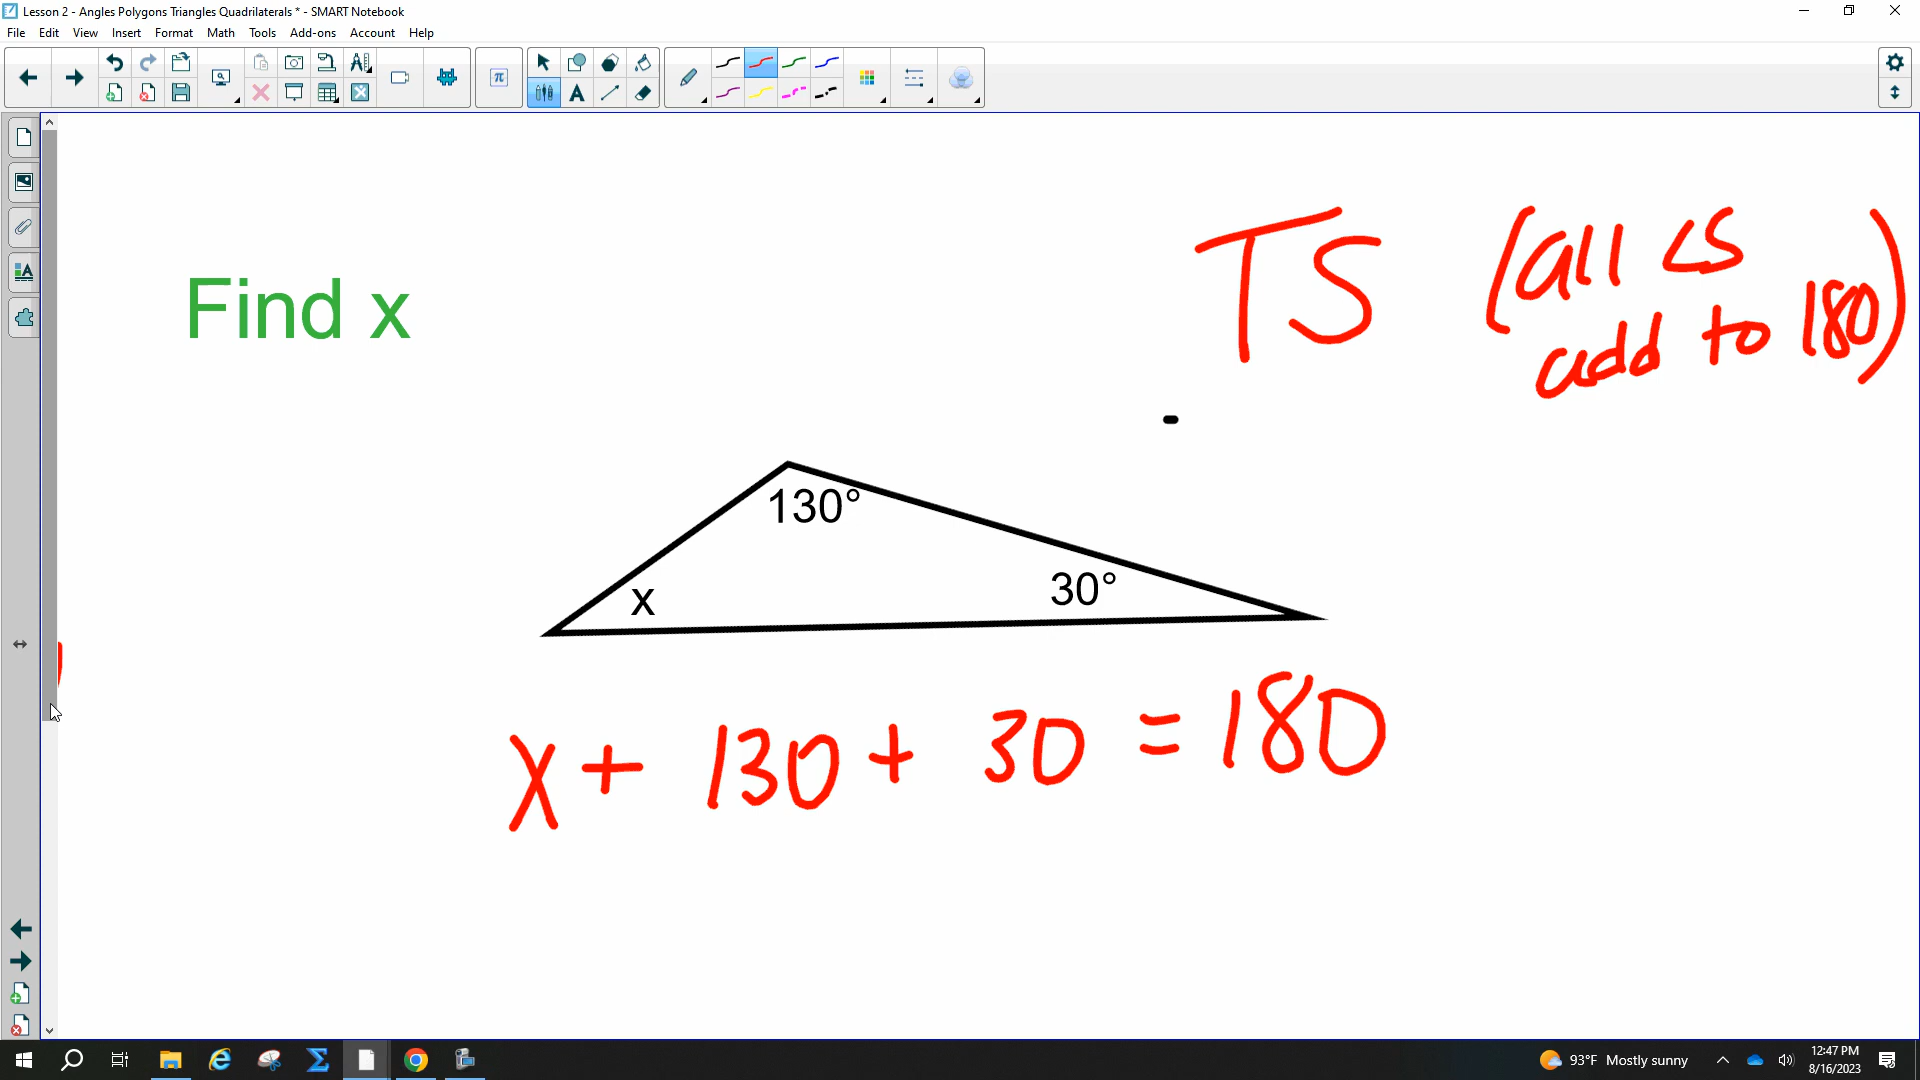 Lesson 2 - Angles Polygons Triangles Quadrilaterals * - SMART Notebook
File Edit View Insert Format Math Tools Add-ons Account Help
Find x
TS (all <s
add to 180)
130°
x
30°
x + 130 + 30 = 180
93°F Mostly sunny
12:47 PM
8/16/2023